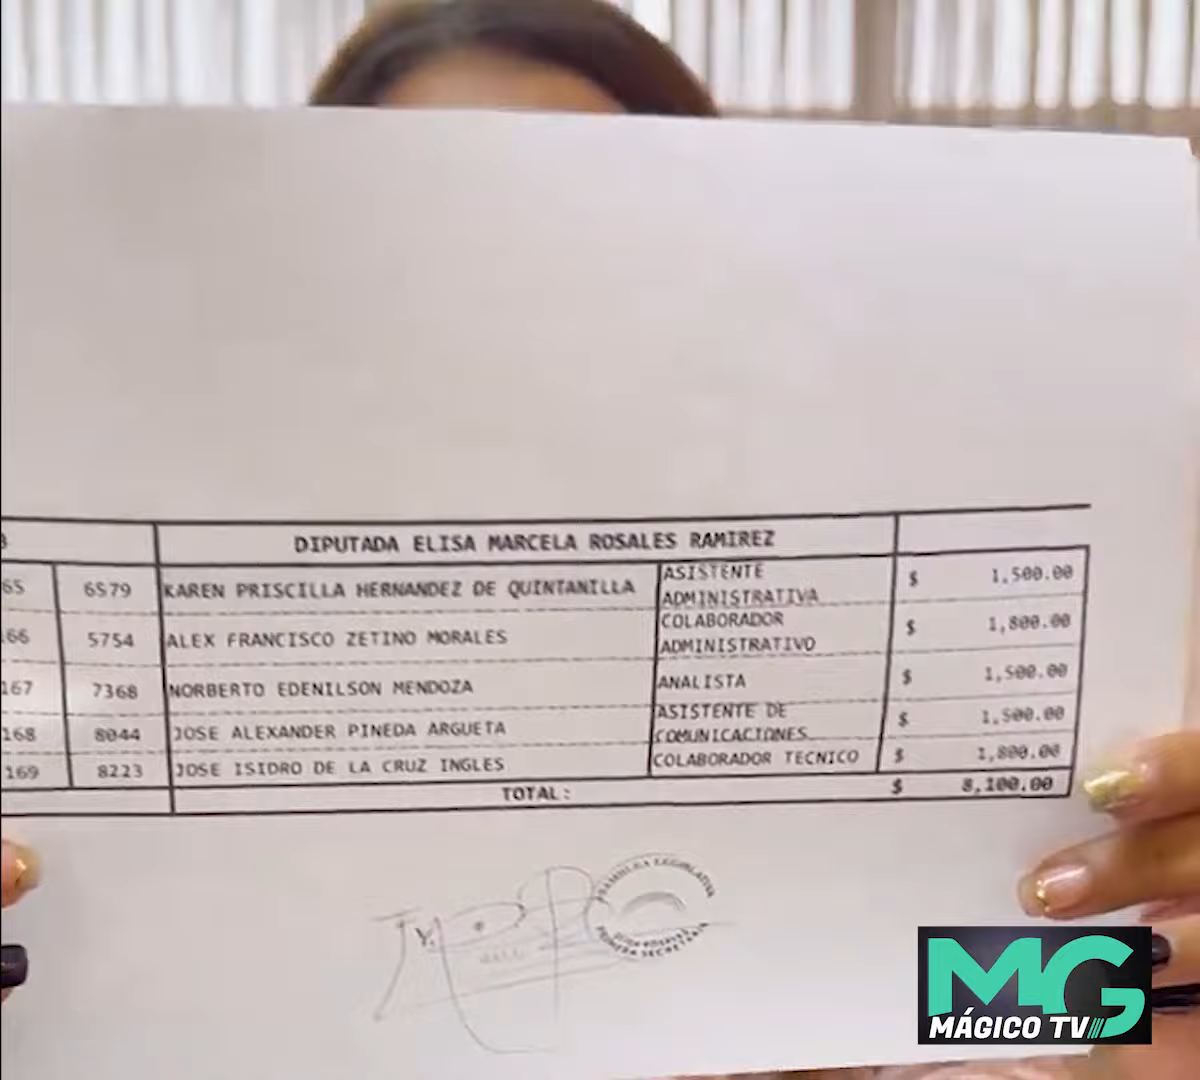 DIPUTADA ELISA MARCELA ROSALES RAMIREZ
65 6579 KAREN PRISCILLA HERNANDEZ DE QUINTANILLA ASISTENTE ADMINISTRATIVA $ 1,500.00
66 5754 ALEX FRANCISCO ZETINO MORALES COLABORADOR ADMINISTRATIVO $ 1,800.00
167 7368 NORBERTO EDENILSON MENDOZA ANALISTA $ 1,500.00
168 8044 JOSE ALEXANDER PINEDA ARGUETA ASISTENTE DE COMUNICACIONES $ 1,500.00
169 8223 JOSE ISIDRO DE LA CRUZ INGLES COLABORADOR TECNICO $ 1,800.00
TOTAL: $ 8,100.00
ASAMBLEA LEGISLATIVA
PRIMERA SECRETARIA
MG
MÁGICO TV